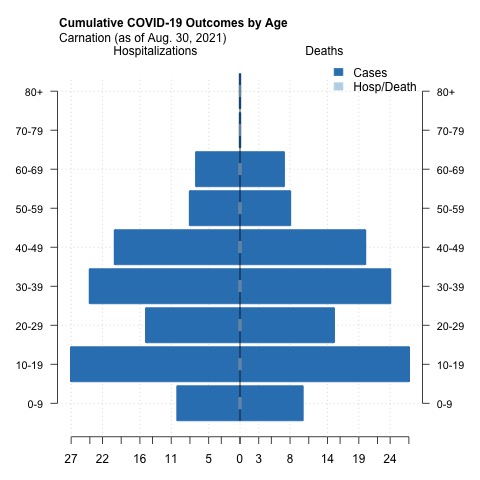 Cumulative COVID-19 Outcomes by Age
Carnation (as of Aug. 30, 2021)
Hospitalizations Deaths
Cases
Hosp/Death
80+ 80+
70-79 70-79
60-69 60-69
50-59 50-59
40-49 40-49
30-39 30-39
20-29 20-29
10-19 10-19
0-9 0-9
27 22 16 11 5 0 3 8 14 19 24